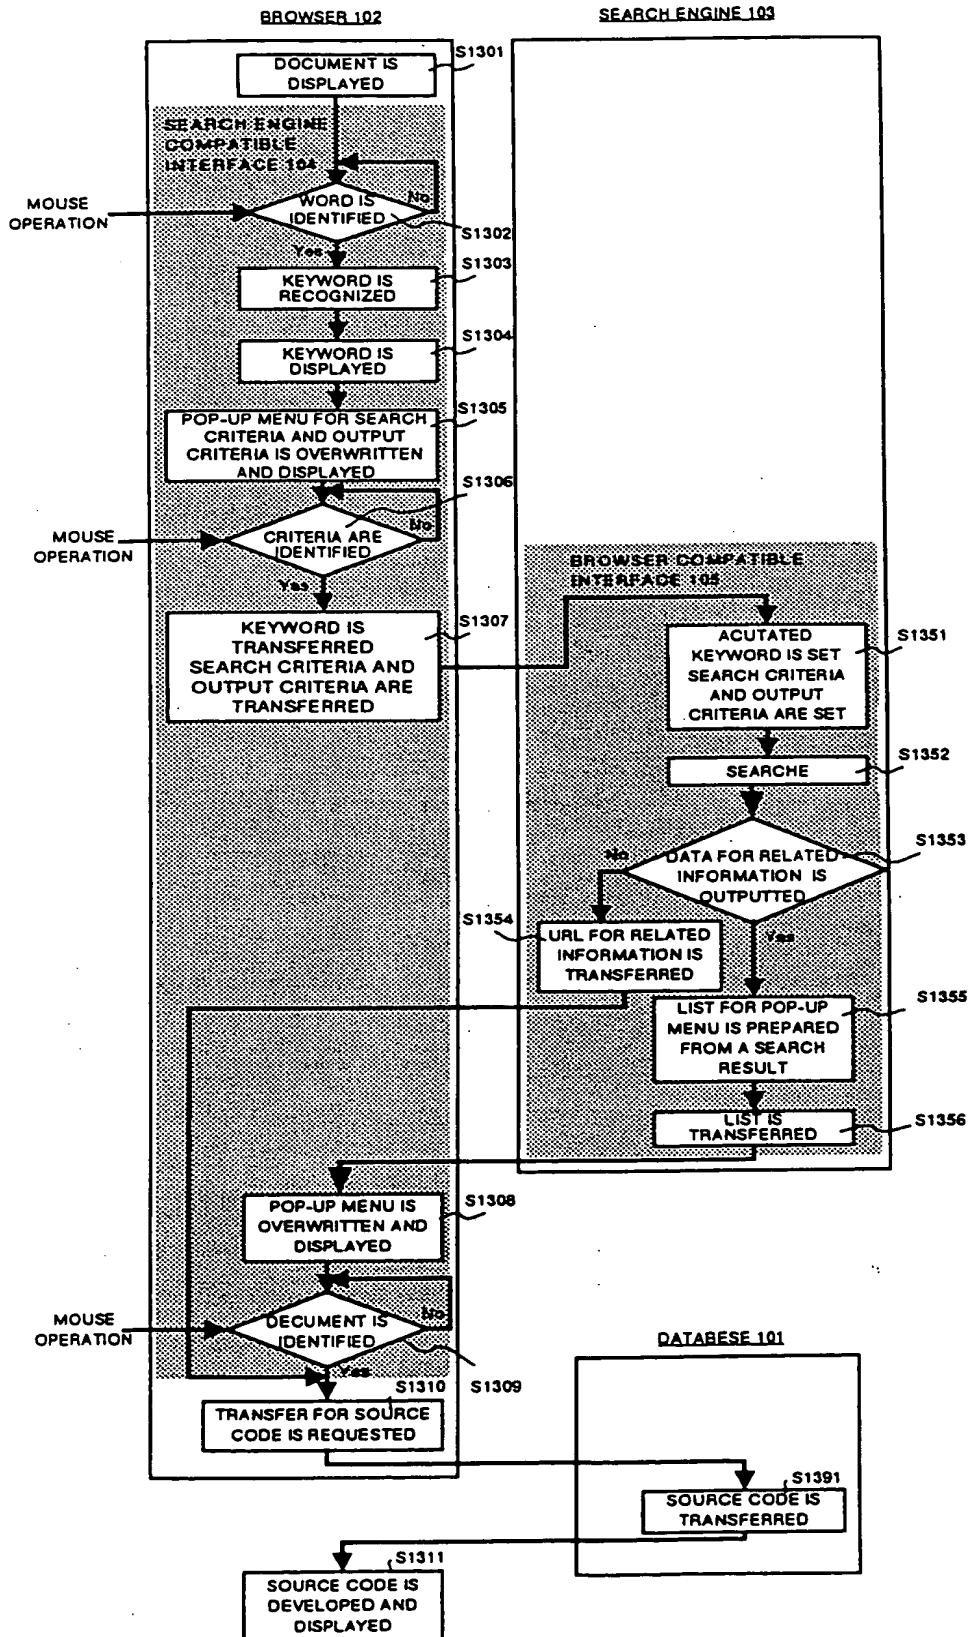 BROWSER 102
SEARCH ENGINE 103
S1301
DOCUMENT IS
DISPLAYED
SEARCH ENGINE
COMPATIBLE
INTERFACE 104
MOUSE
OPERATION
WORD IS
IDENTIFIED
No
S1302
Yes
S1303
KEYWORD IS
RECOGNIZED
S1304
KEYWORD IS
DISPLAYED
S1305
POP-UP MENU FOR SEARCH
CRITERIA AND OUTPUT
CRITERIA IS OVERWRITTEN
AND DISPLAYED
S1306
MOUSE
OPERATION
CRITERIA ARE
IDENTIFIED
No
Yes
S1307
KEYWORD IS
TRANSFERRED
SEARCH CRITERIA AND
OUTPUT CRITERIA ARE
TRANSFERRED
BROWSER COMPATIBLE
INTERFACE 105
S1351
ACUTATED
KEYWORD IS SET
SEARCH CRITERIA
AND OUTPUT
CRITERIA ARE SET
S1352
SEARCHE
S1353
DATA FOR RELATED
INFORMATION IS
OUTPUTTED
No
Yes
S1354
URL FOR RELATED
INFORMATION IS
TRANSFERRED
S1355
LIST FOR POP-UP
MENU IS PREPARED
FROM A SEARCH
RESULT
S1356
LIST IS
TRANSFERRED
S1308
POP-UP MENU IS
OVERWRITTEN AND
DISPLAYED
MOUSE
OPERATION
DECUMENT IS
IDENTIFIED
No
Yes
S1309
S1310
TRANSFER FOR SOURCE
CODE IS REQUESTED
DATABESE 101
S1391
SOURCE CODE IS
TRANSFERRED
S1311
SOURCE CODE IS
DEVELOPED AND
DISPLAYED